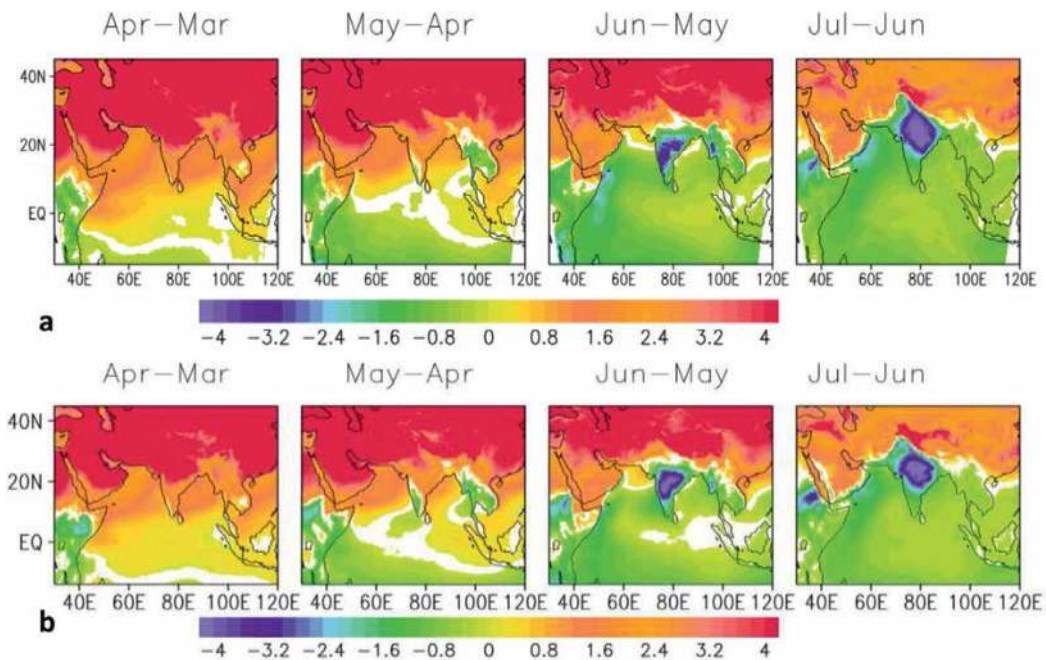 Apr−Mar May−Apr Jun−May Jul−Jun
40N
20N
EQ
40E 60E 80E 100E 120E 40E 60E 80E 100E 120E 40E 60E 80E 100E 120E 40E 60E 80E 100E 120E
a
−4 −3.2 −2.4 −1.6 −0.8 0 0.8 1.6 2.4 3.2 4
Apr−Mar May−Apr Jun−May Jul−Jun
40N
20N
EQ
40E 60E 80E 100E 120E 40E 60E 80E 100E 120E 40E 60E 80E 100E 120E 40E 60E 80E 100E 120E
b
−4 −3.2 −2.4 −1.6 −0.8 0 0.8 1.6 2.4 3.2 4